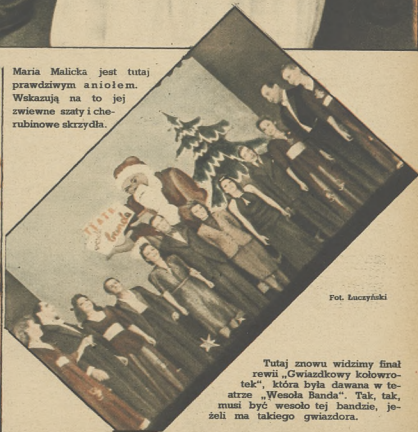 Maria Malicka jest tutaj
prawdziwym aniołem.
Wskazują na to jej
zwiewne szaty i che-
rubinowe skrzydła.
banda
Fot. Łuczyński
Tutaj znowu widzimy finał
rewii „Gwiazdkowy kołowro-
tek“, która była dawana w te-
atrze „Wesoła Banda“. Tak, tak,
musi być wesoło tej bandzie, je-
żeli ma takiego gwiazdora.